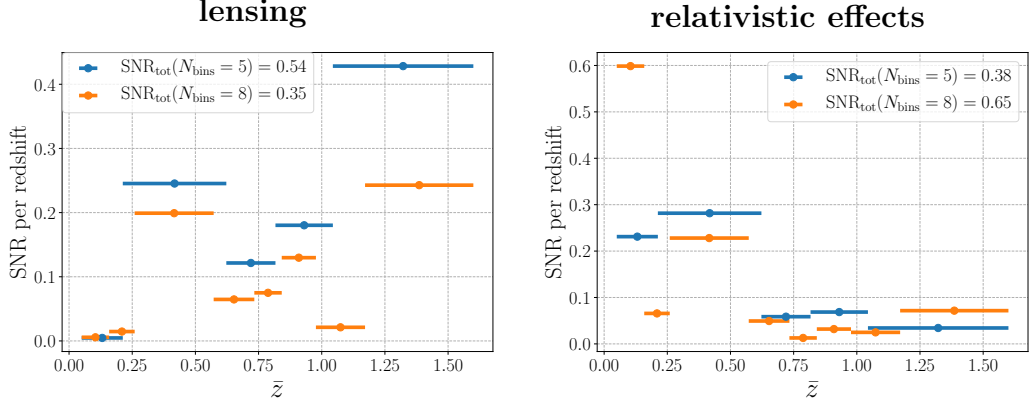 lensing
SNR per redshift
0.4
0.3
0.2
0.1
0.0
SNR_tot(N_bins = 5) = 0.54
SNR_tot(N_bins = 8) = 0.35
0.00 0.25 0.50 0.75 1.00 1.25 1.50
z̄
relativistic effects
SNR per redshift
0.6
0.5
0.4
0.3
0.2
0.1
0.0
SNR_tot(N_bins = 5) = 0.38
SNR_tot(N_bins = 8) = 0.65
0.00 0.25 0.50 0.75 1.00 1.25 1.50
z̄